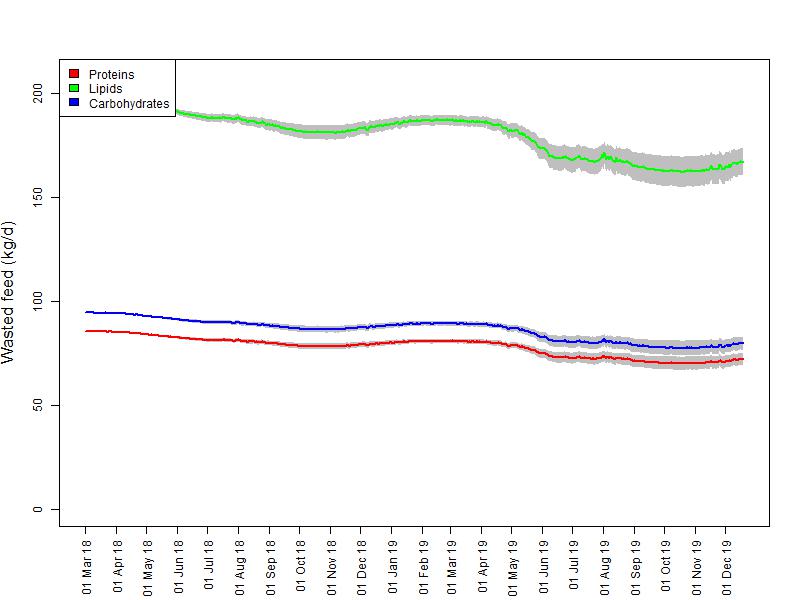 Proteins
Lipids
Carbohydrates
Wasted feed (kg/d)
200
150
100
50
0
01 Mar 18
01 Apr 18
01 May 18
01 Jun 18
01 Jul 18
01 Aug 18
01 Sep 18
01 Oct 18
01 Nov 18
01 Dec 18
01 Jan 19
01 Feb 19
01 Mar 19
01 Apr 19
01 May 19
01 Jun 19
01 Jul 19
01 Aug 19
01 Sep 19
01 Oct 19
01 Nov 19
01 Dec 19